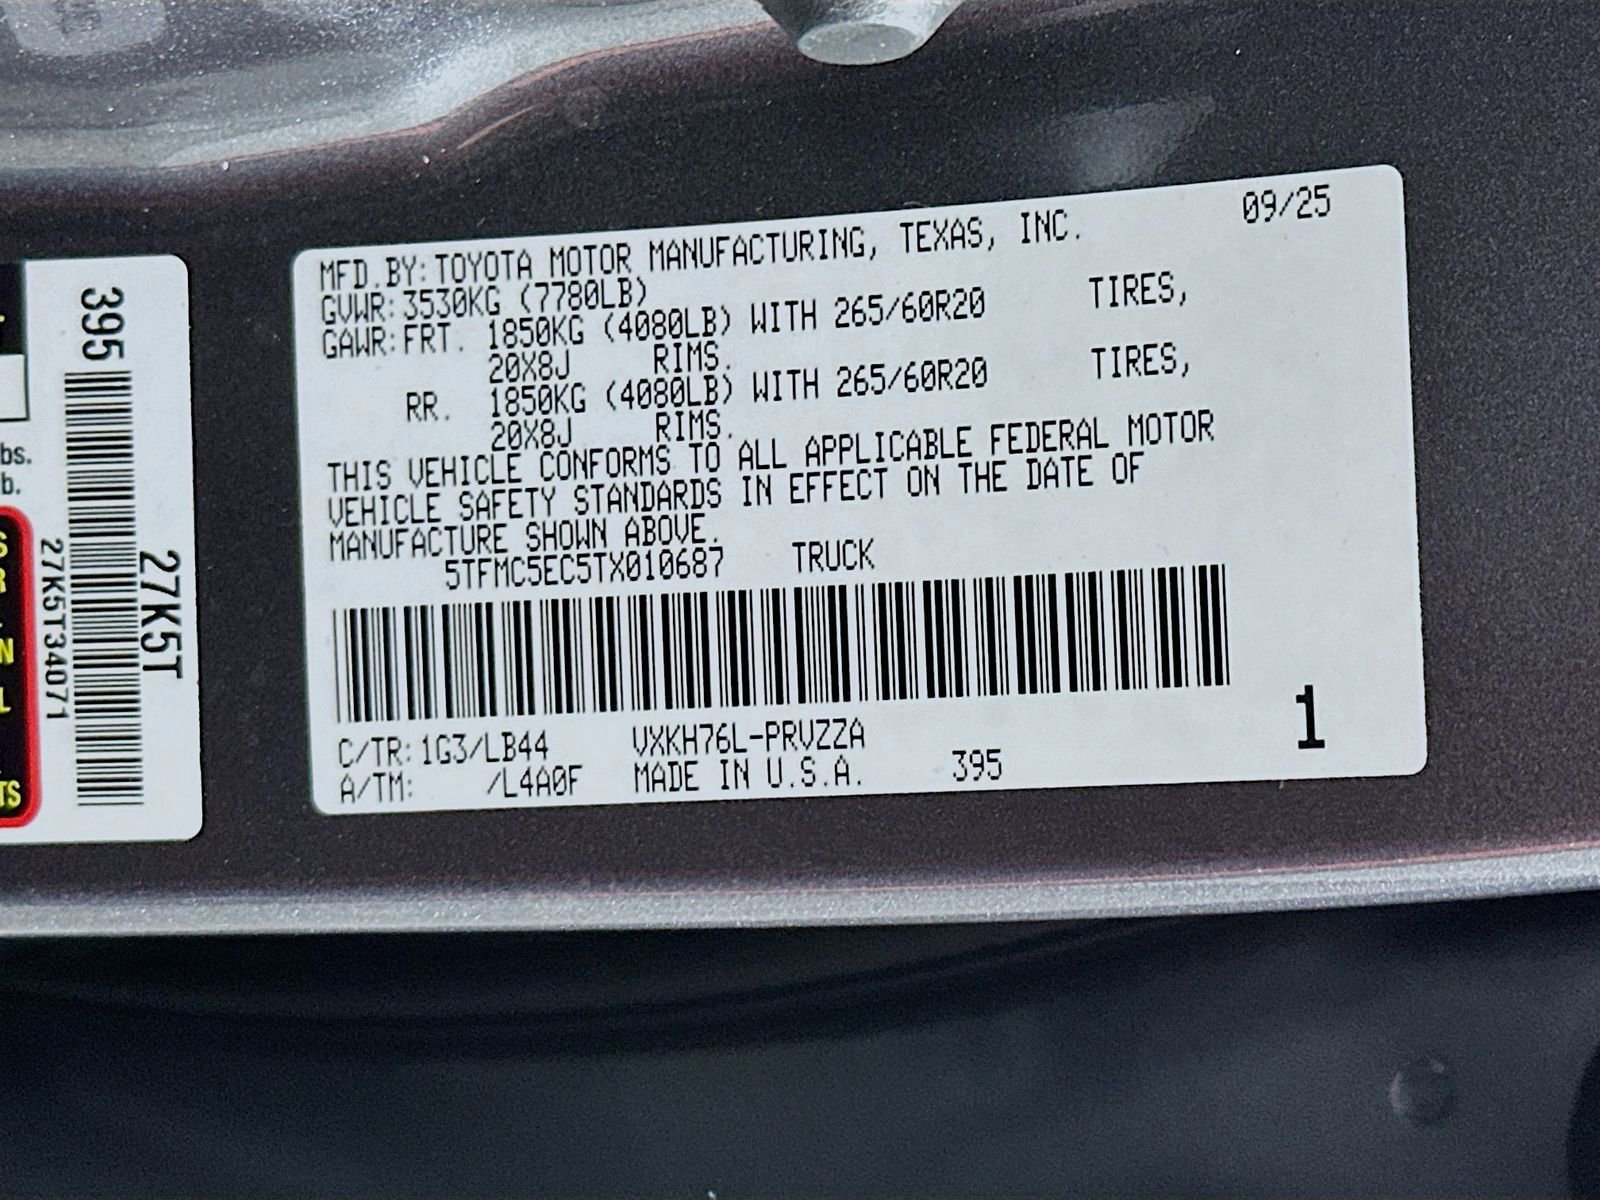 MFD.BY:TOYOTA MOTOR MANUFACTURING, TEXAS, INC. 09/25
GVWR:3530KG (7780LB)
GAWR:FRT. 1850KG (4080LB) WITH 265/60R20 TIRES,
20X8J RIMS.
RR. 1850KG (4080LB) WITH 265/60R20 TIRES,
20X8J RIMS.
THIS VEHICLE CONFORMS TO ALL APPLICABLE FEDERAL MOTOR
VEHICLE SAFETY STANDARDS IN EFFECT ON THE DATE OF
MANUFACTURE SHOWN ABOVE.
5TFMC5EC5TX010687 TRUCK
C/TR:1G3/LB44 VXKH76L-PRVZZA
A/TM: /L4A0F MADE IN U.S.A. 395
1
395
27K5T
27K5T34071
bs.
b.
S
R
N
L
TS